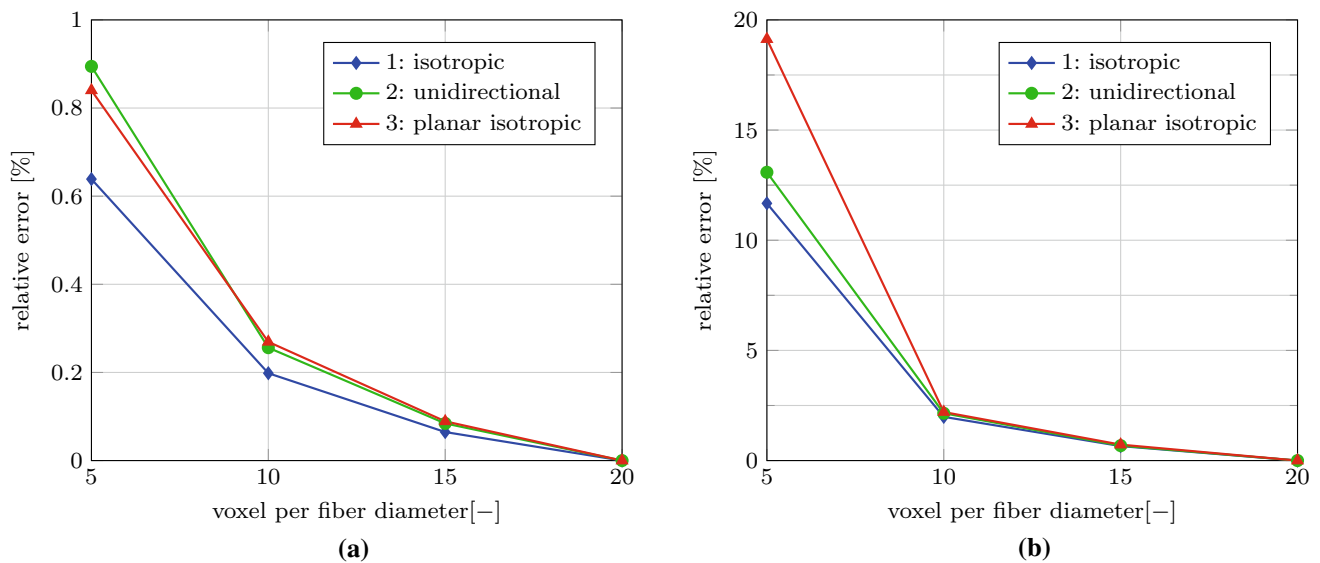 1
0.8
0.6
0.4
0.2
0
5
10
15
20
relative error [%]
voxel per fiber diameter[−]
1: isotropic
2: unidirectional
3: planar isotropic
(a)
20
15
10
5
0
5
10
15
20
relative error [%]
voxel per fiber diameter[−]
1: isotropic
2: unidirectional
3: planar isotropic
(b)